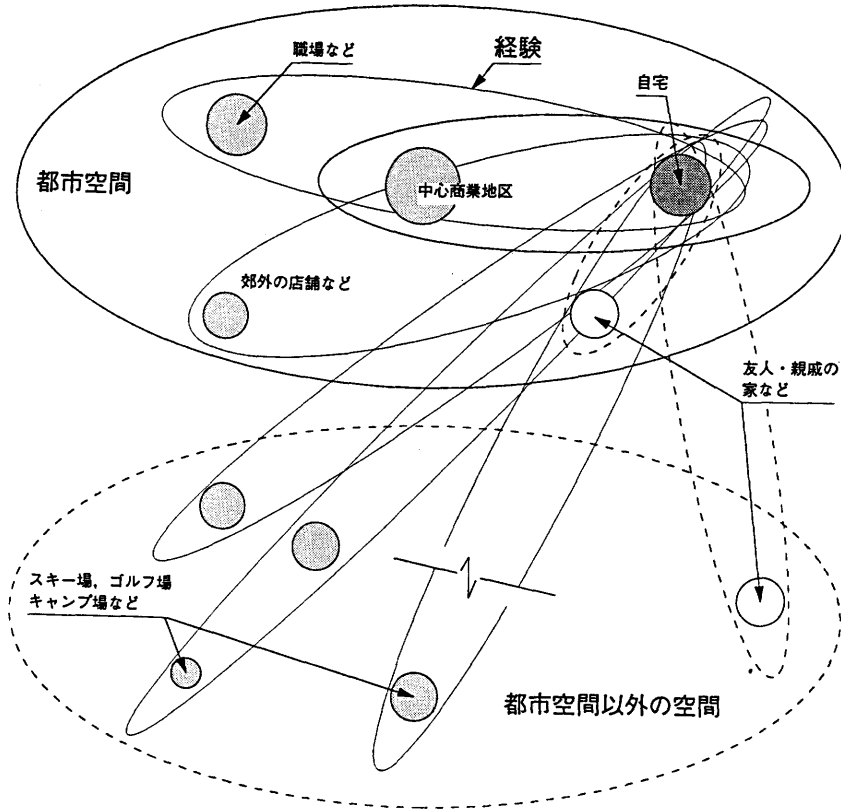 職場など
経験
自宅
都市空間
中心商業地区
郊外の店舗など
友人・親戚の
家など
スキー場，ゴルフ場
キャンプ場など
都市空間以外の空間